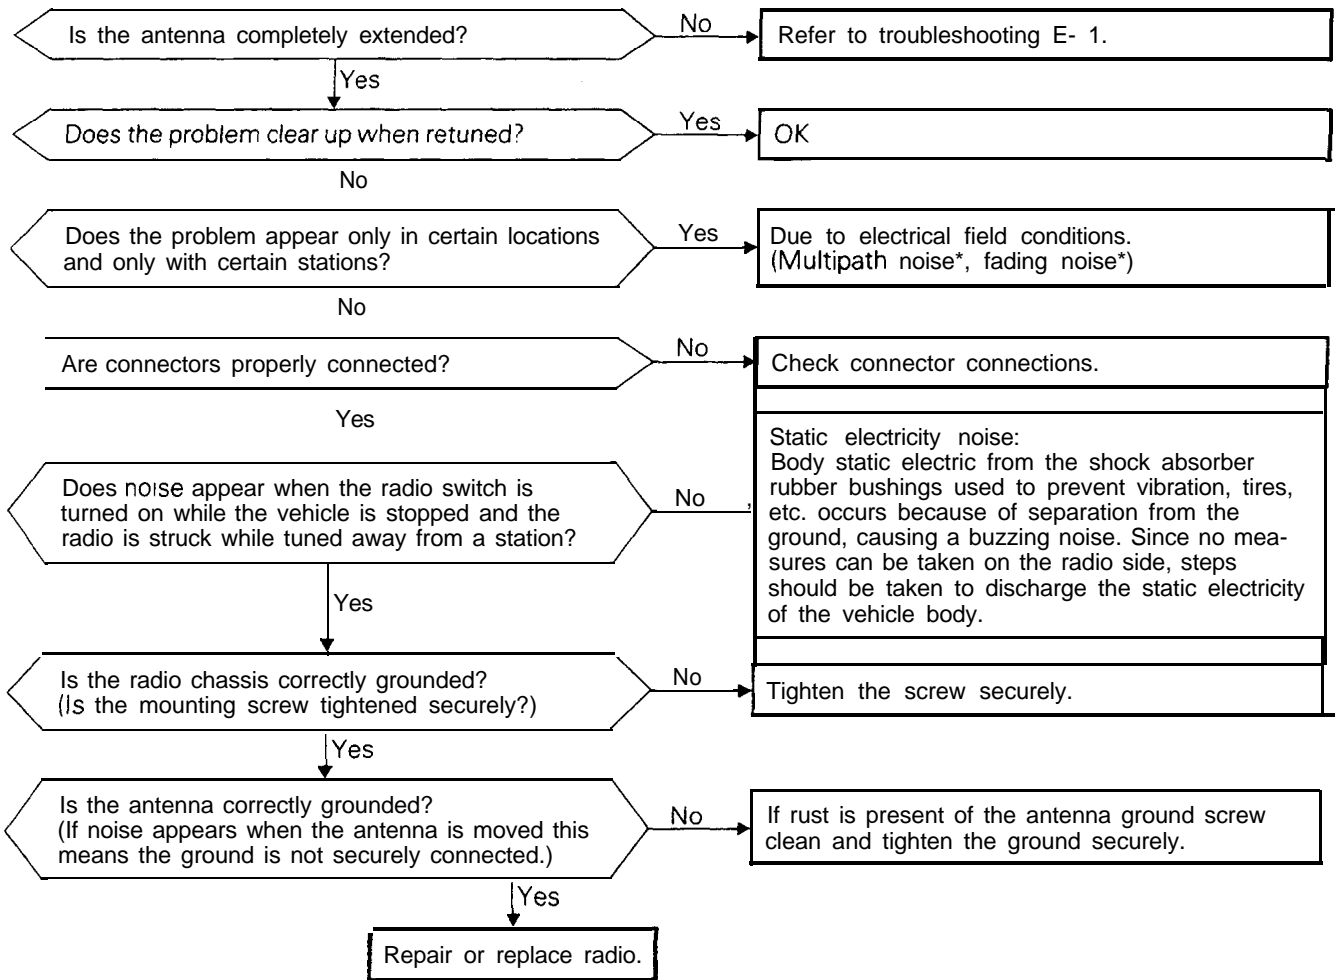 Is the antenna completely extended?
No
Refer to troubleshooting E- 1.
Yes
Does the problem clear up when retuned?
Yes
OK
No
Does the problem appear only in certain locations
and only with certain stations?
Yes
Due to electrical field conditions.
(Multipath noise*, fading noise*)
No
Are connectors properly connected?
No
Check connector connections.
Yes
Does noise appear when the radio switch is
turned on while the vehicle is stopped and the
radio is struck while tuned away from a station?
No ,
Static electricity noise:
Body static electric from the shock absorber
rubber bushings used to prevent vibration, tires,
etc. occurs because of separation from the
ground, causing a buzzing noise. Since no mea-
sures can be taken on the radio side, steps
should be taken to discharge the static electricity
of the vehicle body.
Yes
Is the radio chassis correctly grounded?
(Is the mounting screw tightened securely?)
No
Tighten the screw securely.
Yes
Is the antenna correctly grounded?
(If noise appears when the antenna is moved this
means the ground is not securely connected.)
No
If rust is present of the antenna ground screw
clean and tighten the ground securely.
Yes
Repair or replace radio.